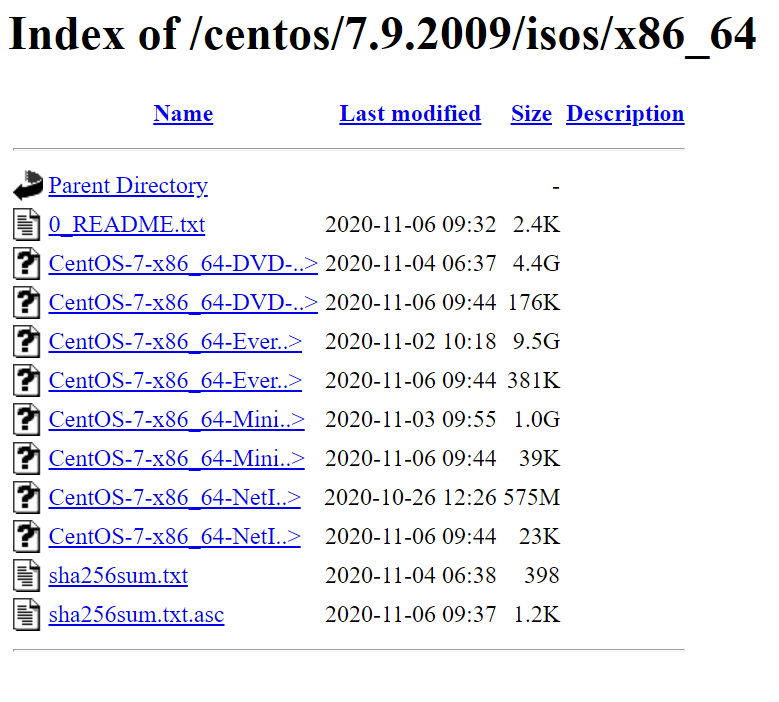 Index of /centos/7.9.2009/isos/x86_64
Name Last modified Size Description
Parent Directory -
0_README.txt 2020-11-06 09:32 2.4K
CentOS-7-x86_64-DVD-..> 2020-11-04 06:37 4.4G
CentOS-7-x86_64-DVD-..> 2020-11-06 09:44 176K
CentOS-7-x86_64-Ever..> 2020-11-02 10:18 9.5G
CentOS-7-x86_64-Ever..> 2020-11-06 09:44 381K
CentOS-7-x86_64-Mini..> 2020-11-03 09:55 1.0G
CentOS-7-x86_64-Mini..> 2020-11-06 09:44 39K
CentOS-7-x86_64-NetI..> 2020-10-26 12:26 575M
CentOS-7-x86_64-NetI..> 2020-11-06 09:44 23K
sha256sum.txt 2020-11-04 06:38 398
sha256sum.txt.asc 2020-11-06 09:37 1.2K